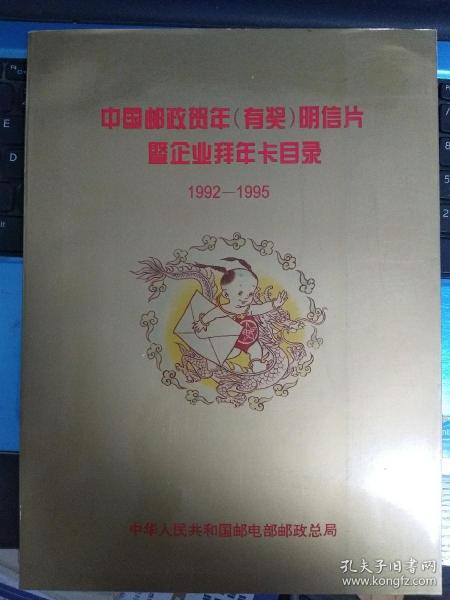 中国邮政贺年(有奖)明信片
暨企业拜年卡目录
1992—1995
中华人民共和国邮电部邮政总局
孔夫子旧书网
www.kongfz.com